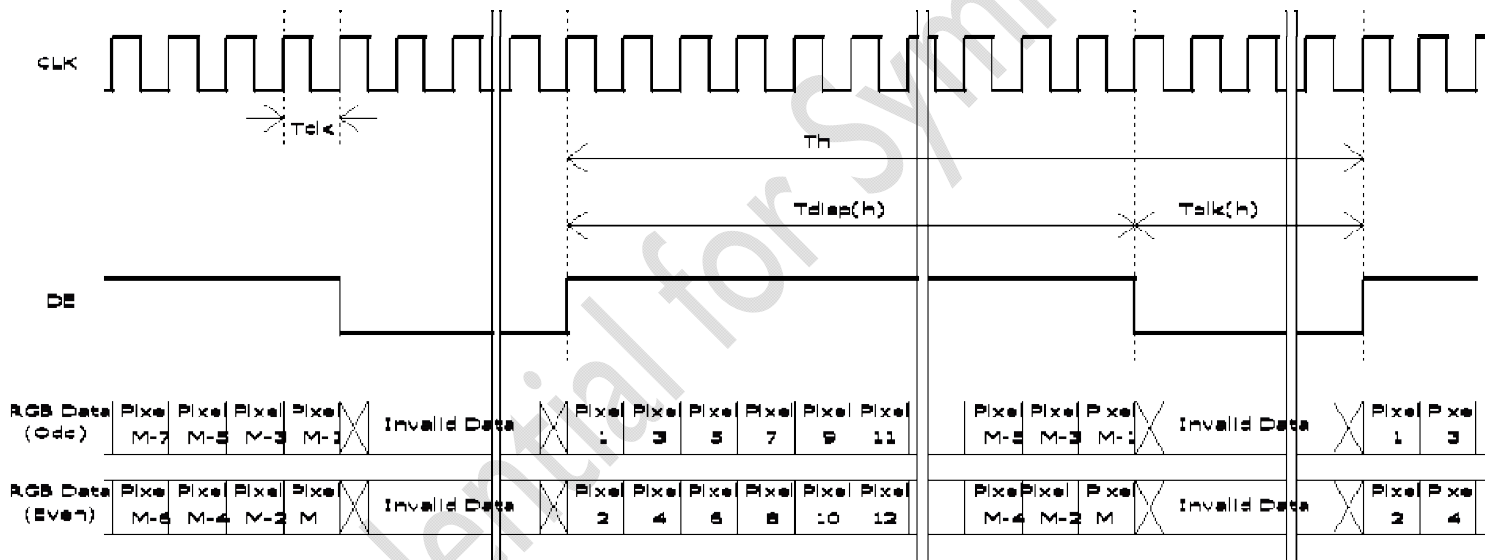 CLK
Tclk
Th
Tdisp(h) Tblk(h)
DE
RGB Data Pixel Pixel Pixel Pixel Invalid Data Pixel Pixel Pixel Pixel Pixel Pixel Pixel Pixel Pixel Invalid Data Pixel Pixel
(Odd) M-7 M-5 M-3 M-1 1 3 5 7 9 11 M-5 M-3 M-1 1 3
RGB Data Pixel Pixel Pixel Pixel Invalid Data Pixel Pixel Pixel Pixel Pixel Pixel Pixel Pixel Pixel Invalid Data Pixel Pixel
(Even) M-6 M-4 M-2 M 2 4 6 8 10 12 M-4 M-2 M 2 4
dential for Sym